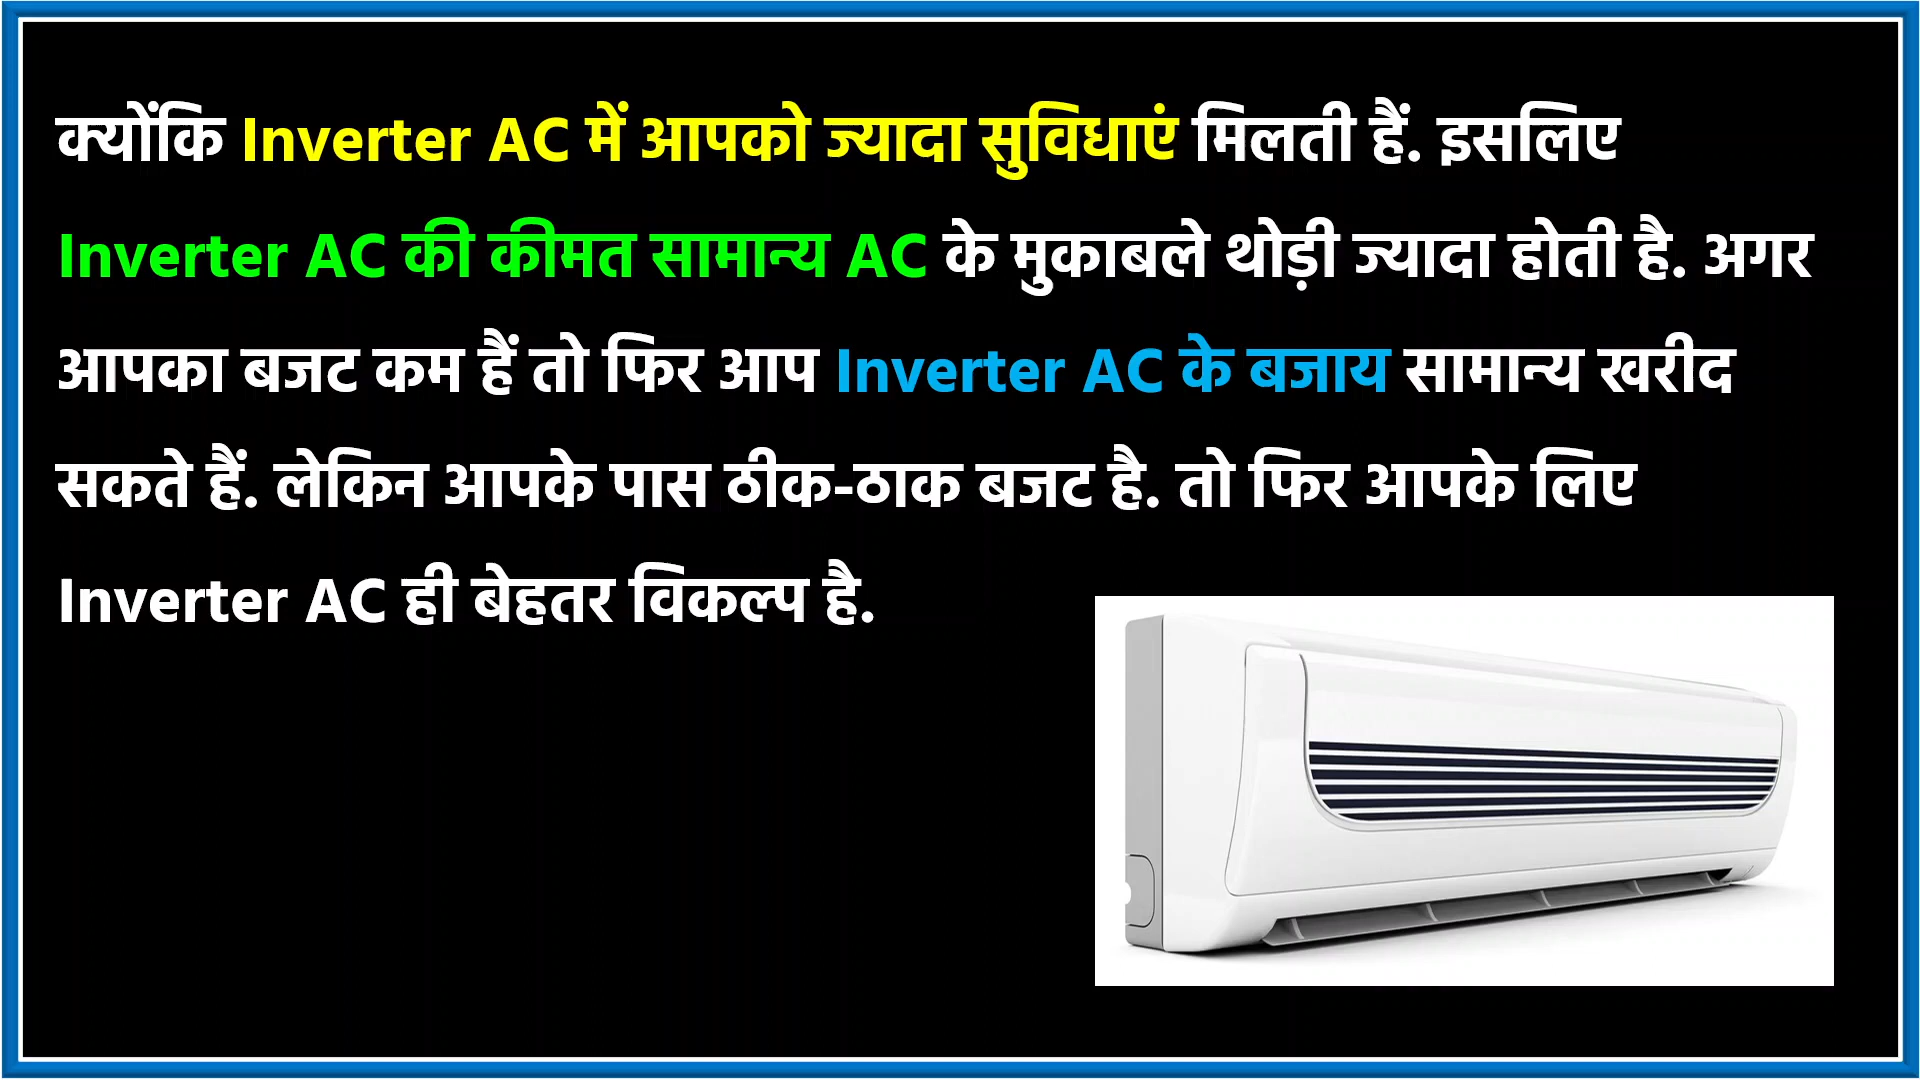 क्योंकि Inverter AC में आपको ज्यादा सुविधाएं मिलती हैं. इसलिए
Inverter AC की कीमत सामान्य AC के मुकाबले थोड़ी ज्यादा होती है. अगर
आपका बजट कम हैं तो फिर आप Inverter AC के बजाय सामान्य खरीद
सकते हैं. लेकिन आपके पास ठीक-ठाक बजट है. तो फिर आपके लिए
Inverter AC ही बेहतर विकल्प है.